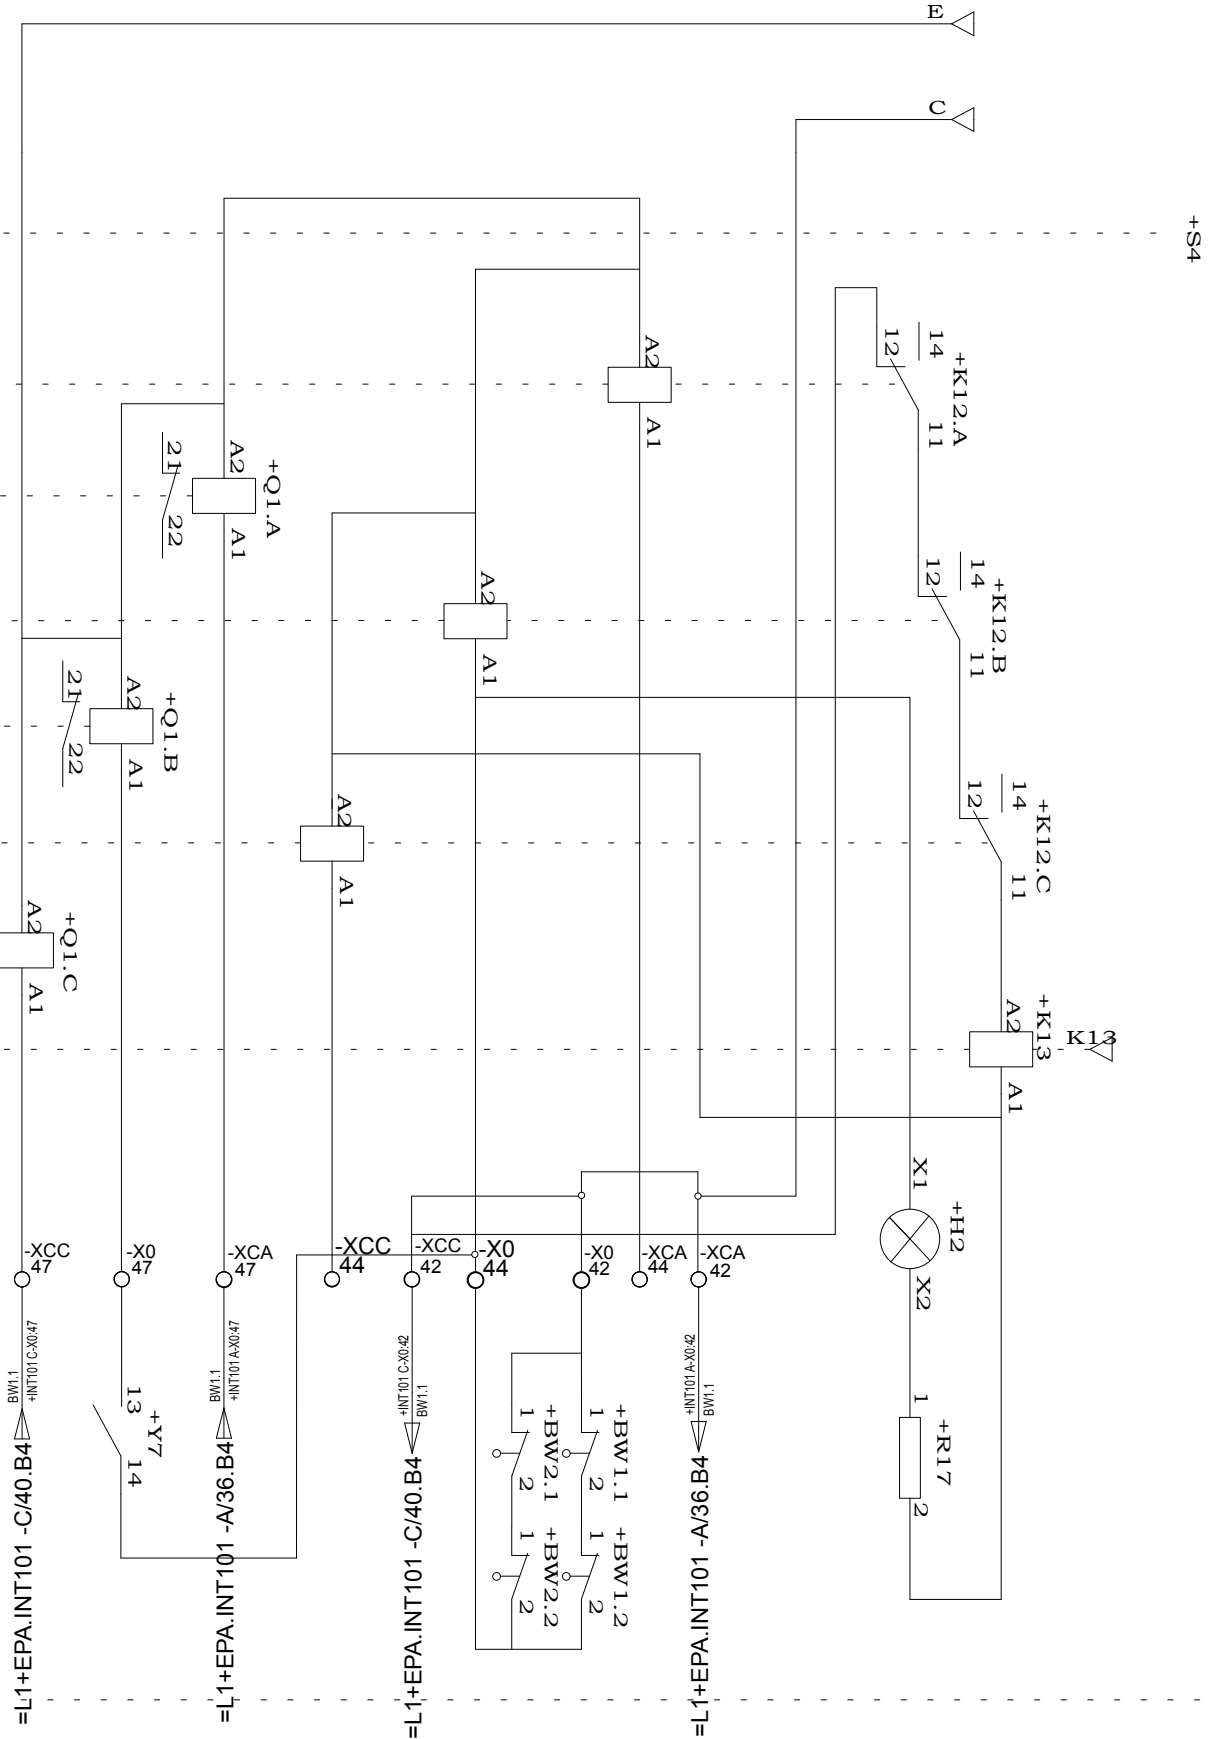 E
C
+S4
12
14
+K12.A
11
A2
A1
21
22
A2
+Q1.A
A1
12
14
+K12.B
11
A2
A1
21
22
A2
+Q1.B
A1
12
14
+K12.C
11
A2
A1
A2
+Q1.C
A1
A2
+K13
K13
A1
X1
+H2
X2
-XCC
47
-X0
47
-XCA
47
-XCC
44
-XCC
42
-X0
44
-X0
42
-XCA
44
-XCA
42
BW1.1
+INT101 C-X0:47
BW1.1
+INT101 A-X0:47
+INT101 C-X0:42
BW1.1
+INT101 A-X0:42
BW1.1
13
+Y7
14
1
+BW2.1
2
1
+BW1.1
2
1
+BW2.2
2
1
+BW1.2
2
1
+R17
2
=L1+EPA.INT101 -C/40.B4
=L1+EPA.INT101 -A/36.B4
=L1+EPA.INT101 -C/40.B4
=L1+EPA.INT101 -A/36.B4